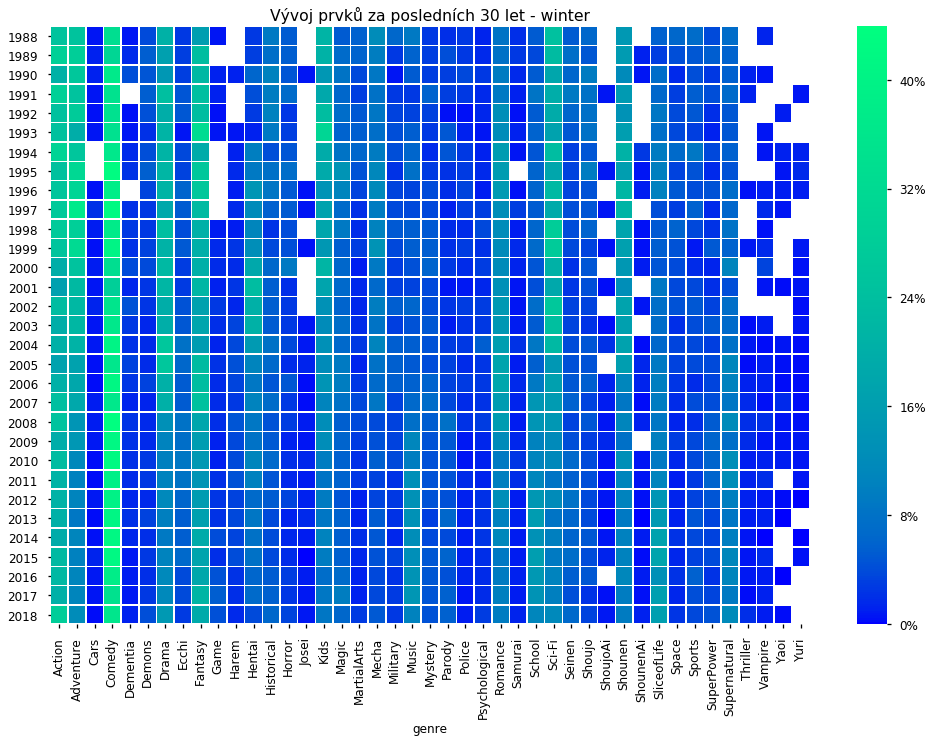 Vývoj prvků za posledních 30 let - winter
1988
1989
1990
1991
1992
1993
1994
1995
1996
1997
1998
1999
2000
2001
2002
2003
2004
2005
2006
2007
2008
2009
2010
2011
2012
2013
2014
2015
2016
2017
2018
40%
32%
24%
16%
8%
0%
Action
Adventure
Cars
Comedy
Dementia
Demons
Drama
Ecchi
Fantasy
Game
Harem
Hentai
Historical
Horror
Josei
Kids
Magic
MartialArts
Mecha
Military
Music
Mystery
Parody
Police
Psychological
Romance
Samurai
School
Sci-Fi
Seinen
Shoujo
ShoujoAi
Shounen
ShounenAi
SliceofLife
Space
Sports
SuperPower
Supernatural
Thriller
Vampire
Yaoi
Yuri
genre